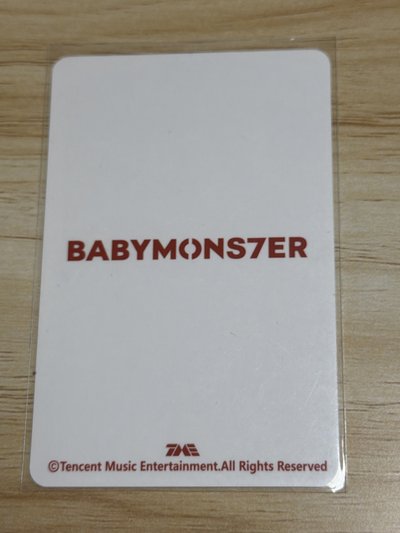 BABYMONS7ER
TME
©Tencent Music Entertainment.All Rights Reserved